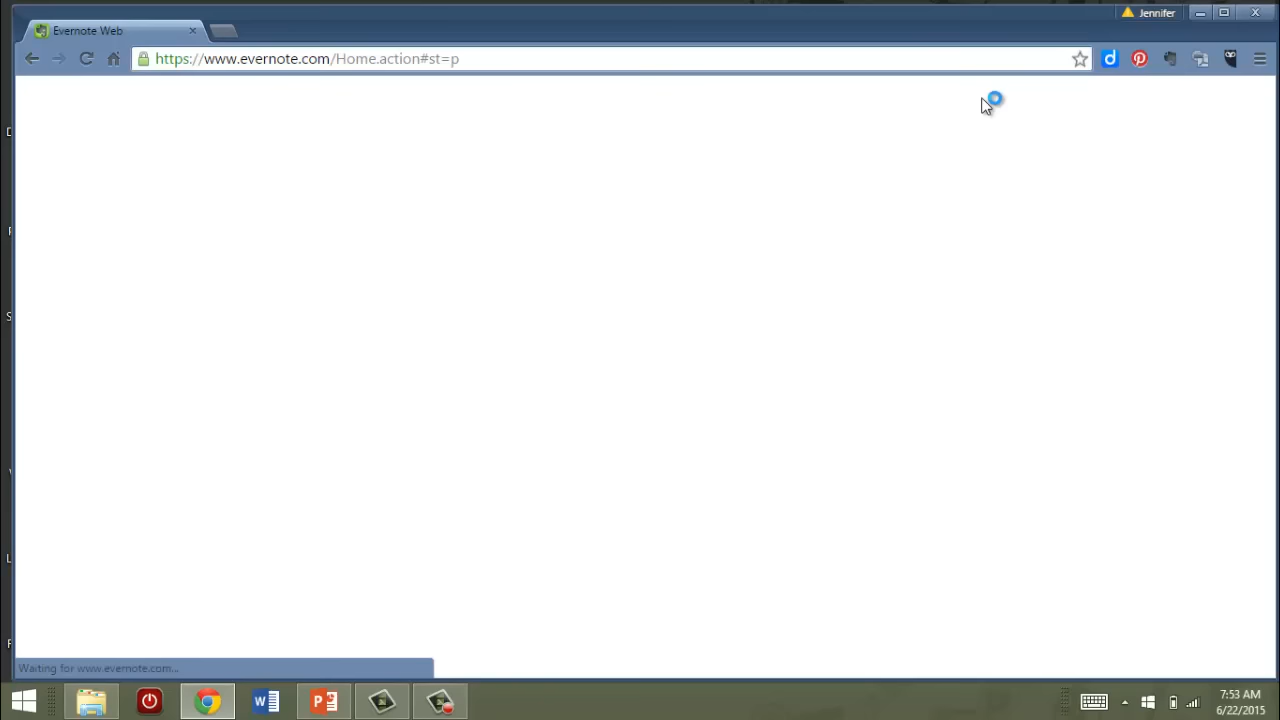 Jennifer
Evernote Web
https://www.evernote.com/Home.action#st=p
Waiting for www.evernote.com...
7:53 AM
6/22/2015